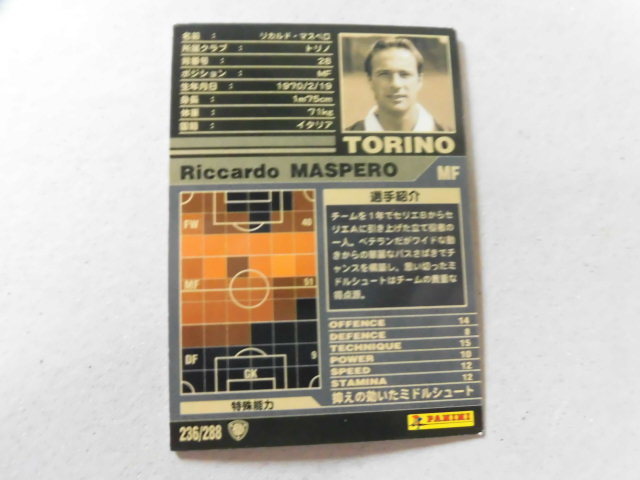 名前 : リカルド・マスペロ
所属クラブ : トリノ
背番号 : 26
ポジション : MF
生年月日 : 1970/2/19
身長 : 1m75cm
体重 : 71kg
国籍 : イタリア
TORINO
Riccardo MASPERO MF
FW 40
MF 51
DF 9
GK
選手紹介
チームを1年でセリエBからセ
リエAに引き上げた立て役者の
一人。ベテランだがワイドな動
きからの華麗なパスさばきでチ
ャンスを構築し、思い切ったミ
ドルシュートはチームの貴重な
得点源。
OFFENCE 14
DEFENCE 8
TECHNIQUE 15
POWER 10
SPEED 12
STAMINA 12
特殊能力
抑えの効いたミドルシュート
236/288
PANINI